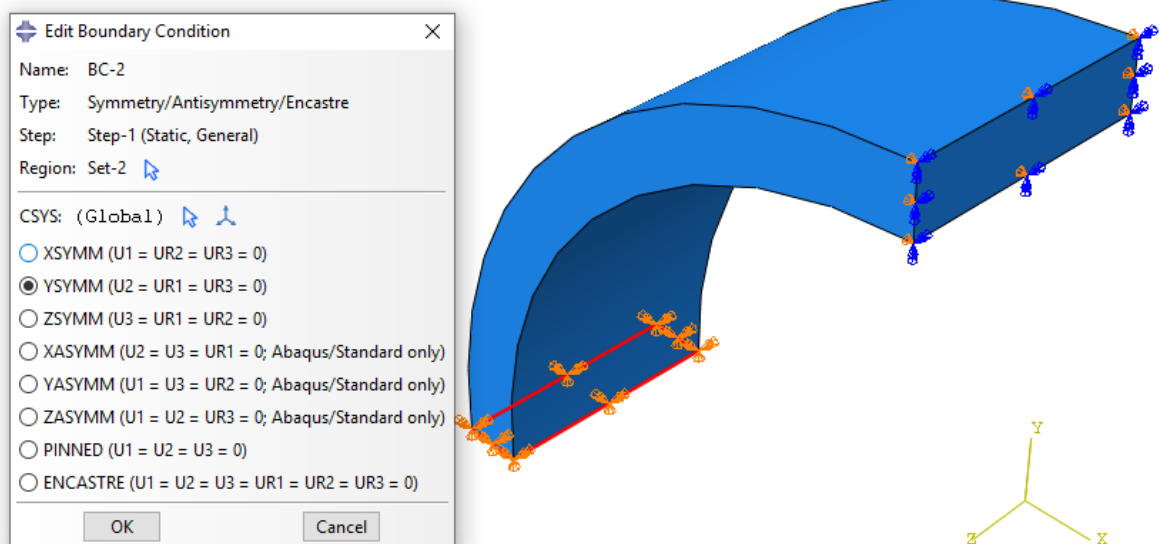 Edit Boundary Condition
Name: BC-2
Type: Symmetry/Antisymmetry/Encastre
Step: Step-1 (Static, General)
Region: Set-2
CSYS: (Global)
XSYMM (U1 = UR2 = UR3 = 0)
YSYMM (U2 = UR1 = UR3 = 0)
ZSYMM (U3 = UR1 = UR2 = 0)
XASYMM (U2 = U3 = UR1 = 0; Abaqus/Standard only)
YASYMM (U1 = U3 = UR2 = 0; Abaqus/Standard only)
ZASYMM (U1 = U2 = UR3 = 0; Abaqus/Standard only)
PINNED (U1 = U2 = U3 = 0)
ENCASTRE (U1 = U2 = U3 = UR1 = UR2 = UR3 = 0)
OK Cancel
Y
Z X